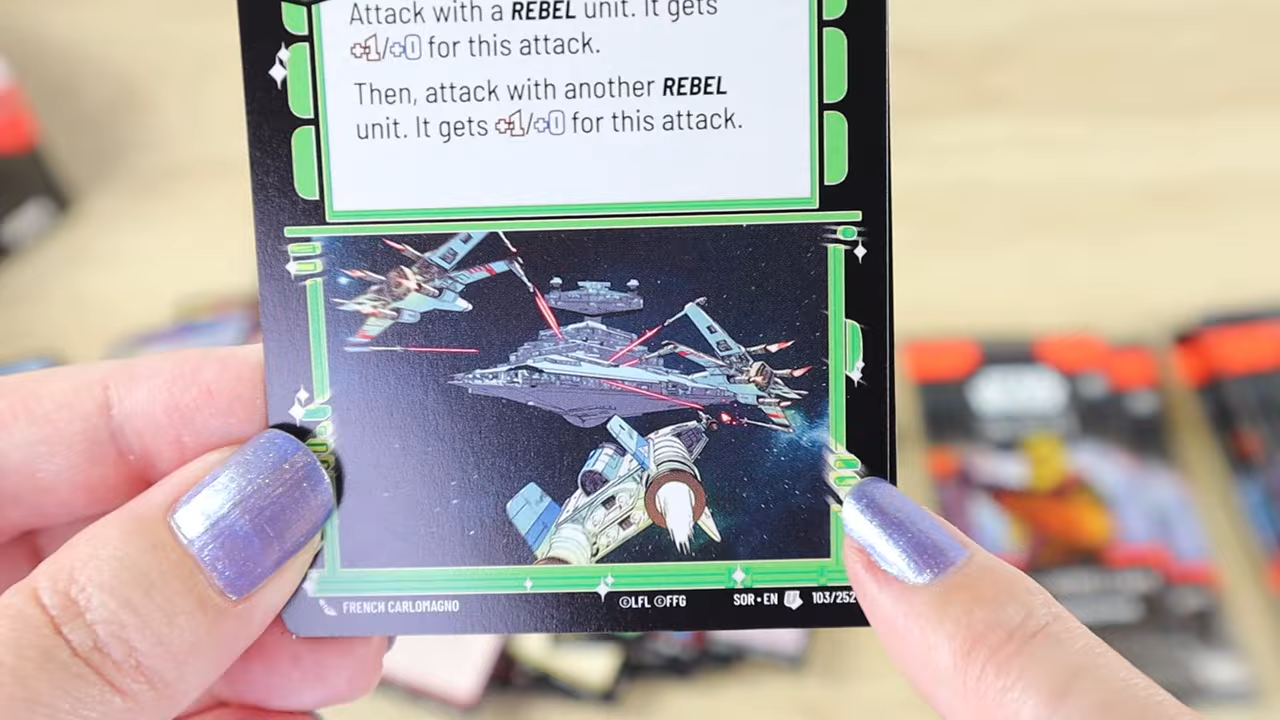 Attack with a REBEL unit. It gets
+1/+0 for this attack.
Then, attack with another REBEL
unit. It gets +1/+0 for this attack.
FRENCH CARLOMAGNO
©LFL ©FFG
SOR • EN U 103/252